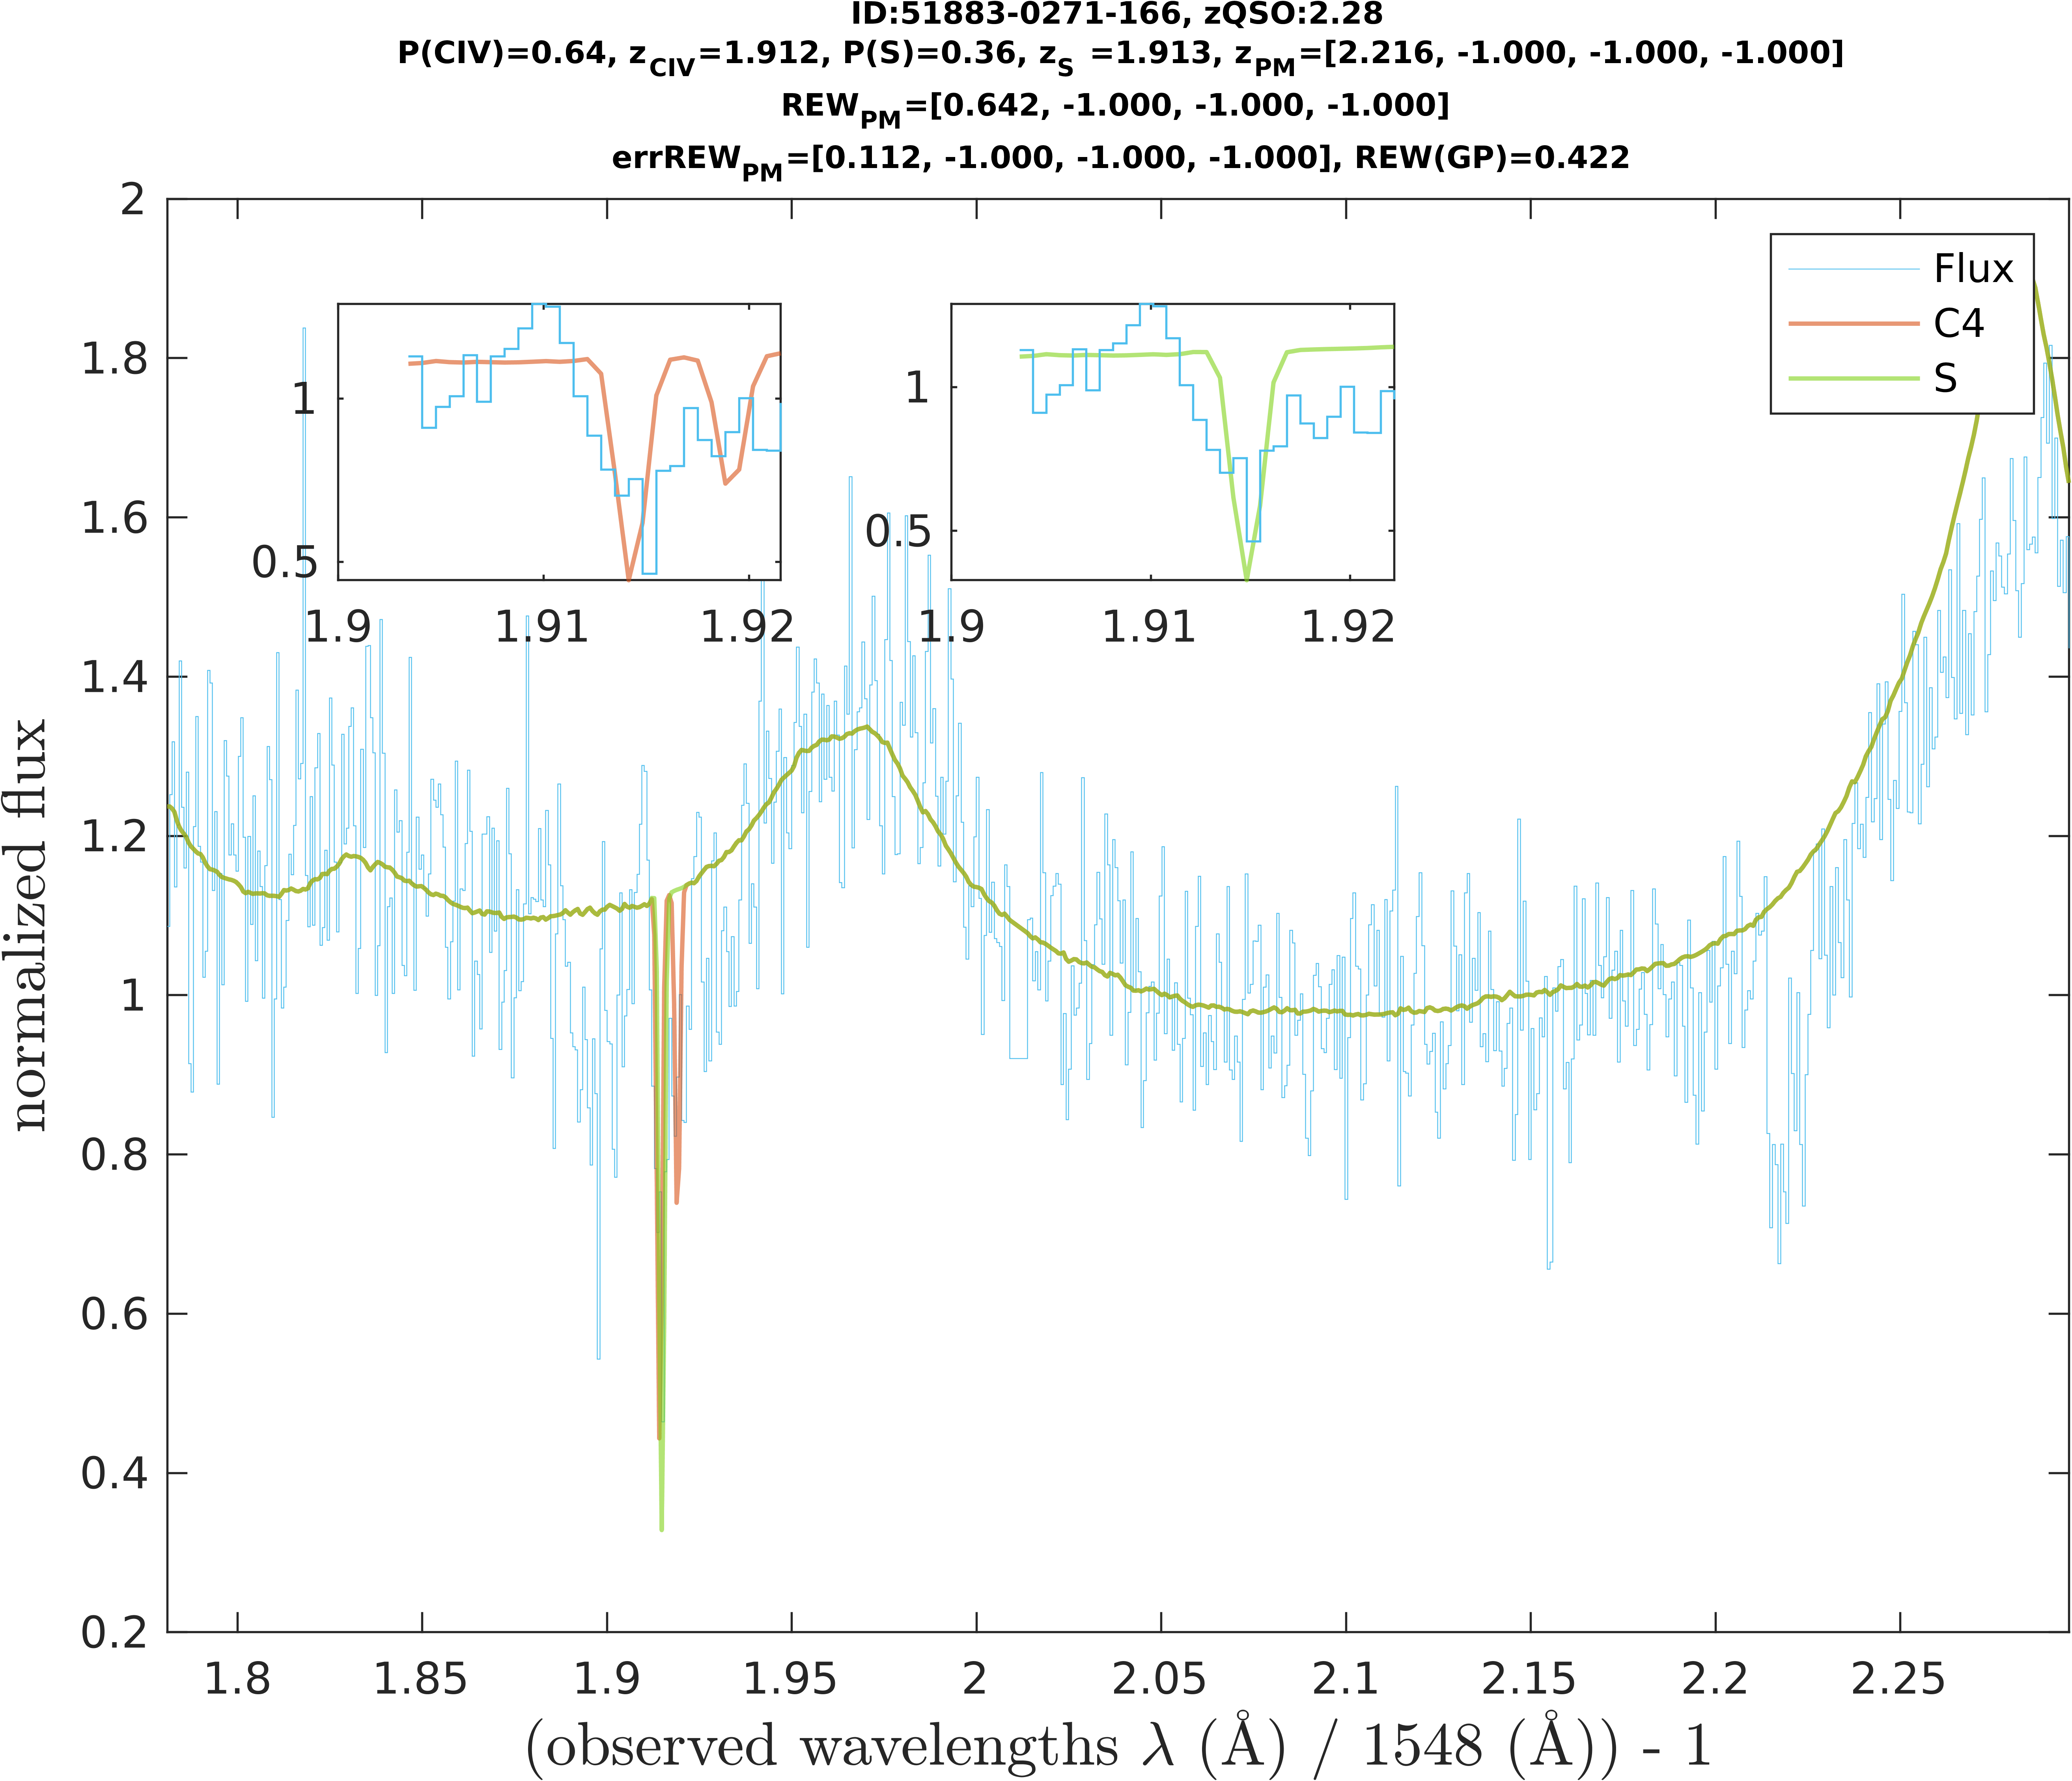 ID:51883-0271-166, zQSO:2.28
P(CIV)=0.64, zCIV=1.912, P(S)=0.36, zS =1.913, zPM=[2.216, -1.000, -1.000, -1.000]
REWPM=[0.642, -1.000, -1.000, -1.000]
errREWPM=[0.112, -1.000, -1.000, -1.000], REW(GP)=0.422
2
1.8
1.6
1.4
1.2
1
0.8
0.6
0.4
0.2
normalized flux
Flux
C4
S
1
0.5
1.9 1.91 1.92
1
0.5
1.9 1.91 1.92
1.8 1.85 1.9 1.95 2 2.05 2.1 2.15 2.2 2.25
(observed wavelengths λ (Å) / 1548 (Å)) - 1